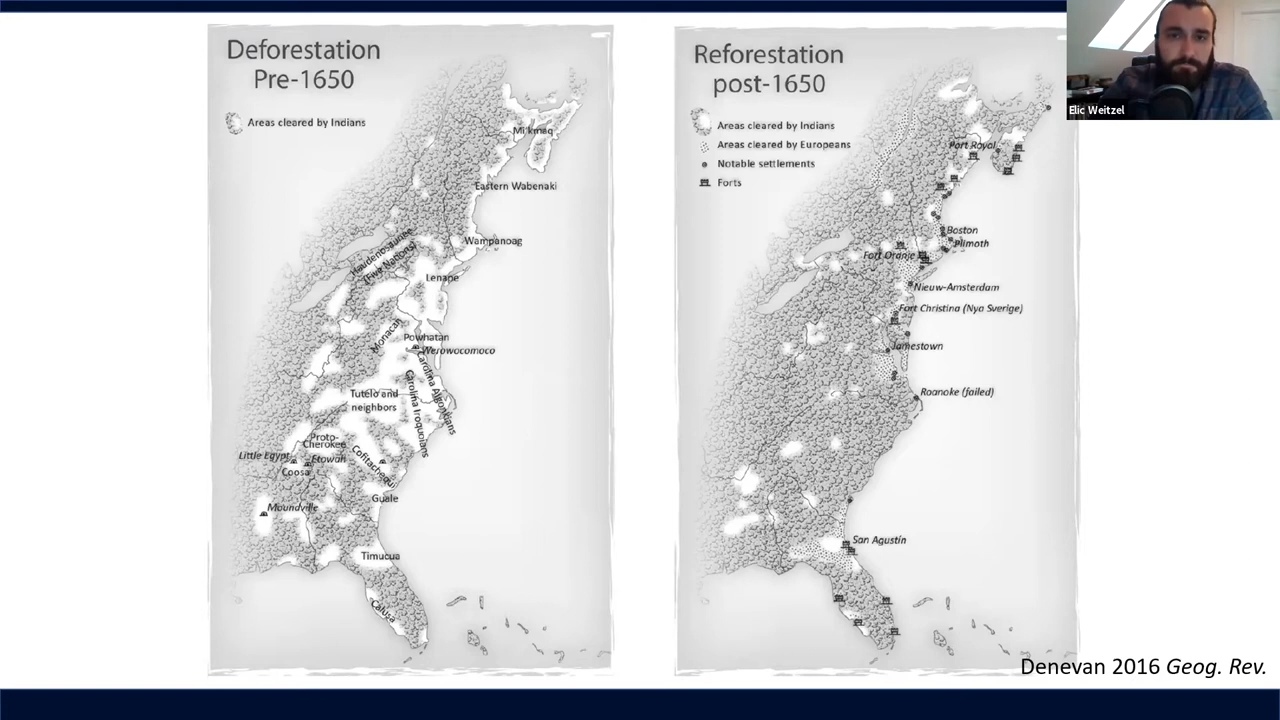 Deforestation
Pre-1650
Areas cleared by Indians
Mi'kmaq
Eastern Wabenaki
Wampanoag
Haudenosaunee
(Five Nations)
Lenape
Monacan
Powhatan
Werowocomoco
Carolina Algonquians
Carolina Iroquoians
Tutelo and
neighbors
Proto-
Cherokee
Little Egypt
Etowah
Coosa
Cofitachequi
Guale
Moundville
Timucua
Calusa
Reforestation
post-1650
Areas cleared by Indians
Areas cleared by Europeans
Notable settlements
Forts
Port Royal
Boston
Plimoth
Fort Oranje
Nieuw-Amsterdam
Fort Christina (Nya Sverige)
Jamestown
Roanoke (failed)
San Agustín
Elic Weitzel
Denevan 2016 Geog. Rev.